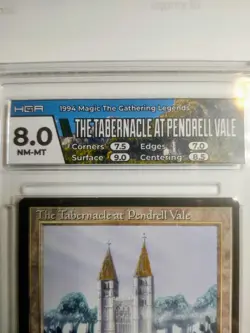 HGA
1994 Magic The Gathering Legends
8.0
NM-MT
THE TABERNACLE AT PENDRELL VALE
Corners 7.5 Edges 7.0
Surface 9.0 Centering 8.5
The Tabernacle at Pendrell Vale